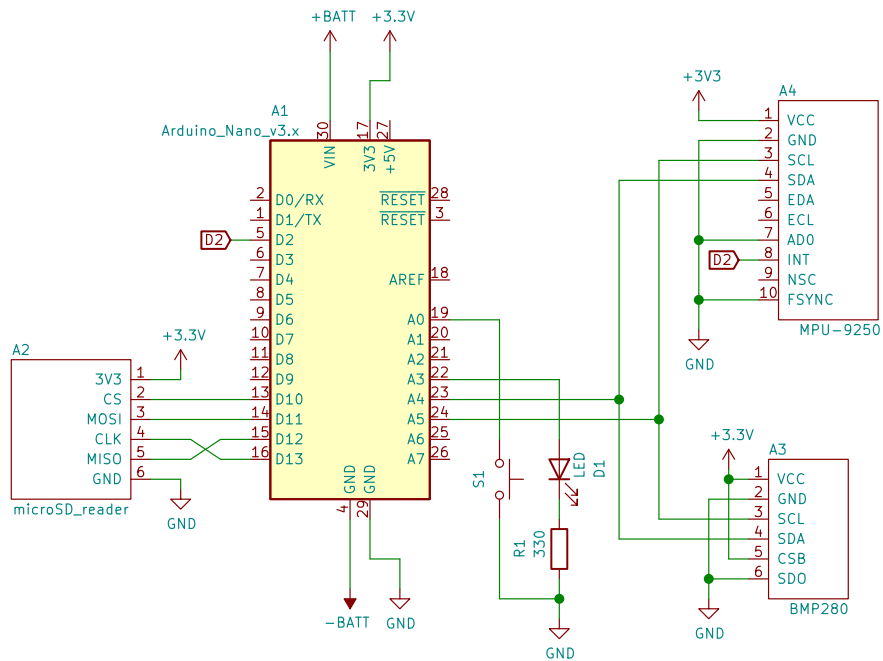 +BATT
+3.3V
A1
Arduino_Nano_v3.x
30
17
27
VIN
3V3
+5V
2 D0/RX
1 D1/TX
D2 5 D2
6 D3
7 D4
8 D5
9 D6
10 D7
11 D8
12 D9
13 D10
14 D11
15 D12
16 D13
RESET 28
RESET 3
AREF 18
A0 19
A1 20
A2 21
A3 22
A4 23
A5 24
A6 25
A7 26
GND
GND
4
29
-BATT
GND
A2
+3.3V
3V3 1
CS 2
MOSI 3
CLK 4
MISO 5
GND 6
microSD_reader
GND
S1
LED
D1
R1
330
GND
+3V3
A4
1 VCC
2 GND
3 SCL
4 SDA
5 EDA
6 ECL
7 AD0
D2 8 INT
9 NSC
10 FSYNC
MPU-9250
GND
+3.3V
A3
1 VCC
2 GND
3 SCL
4 SDA
5 CSB
6 SDO
BMP280
GND